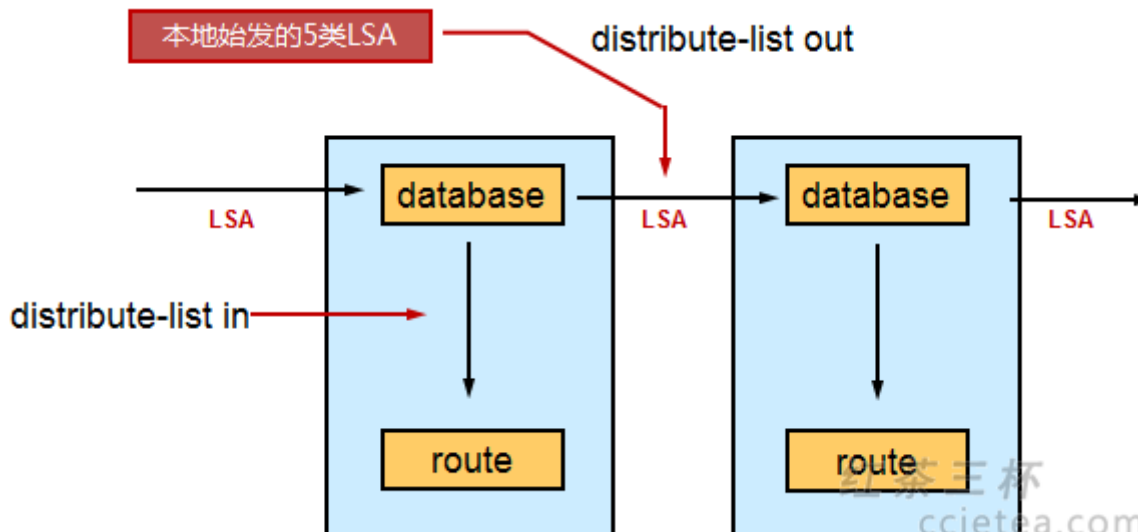 本地始发的5类LSA
distribute-list out
database
database
LSA
LSA
LSA
distribute-list in
route
route
红茶三杯
ccietea.com